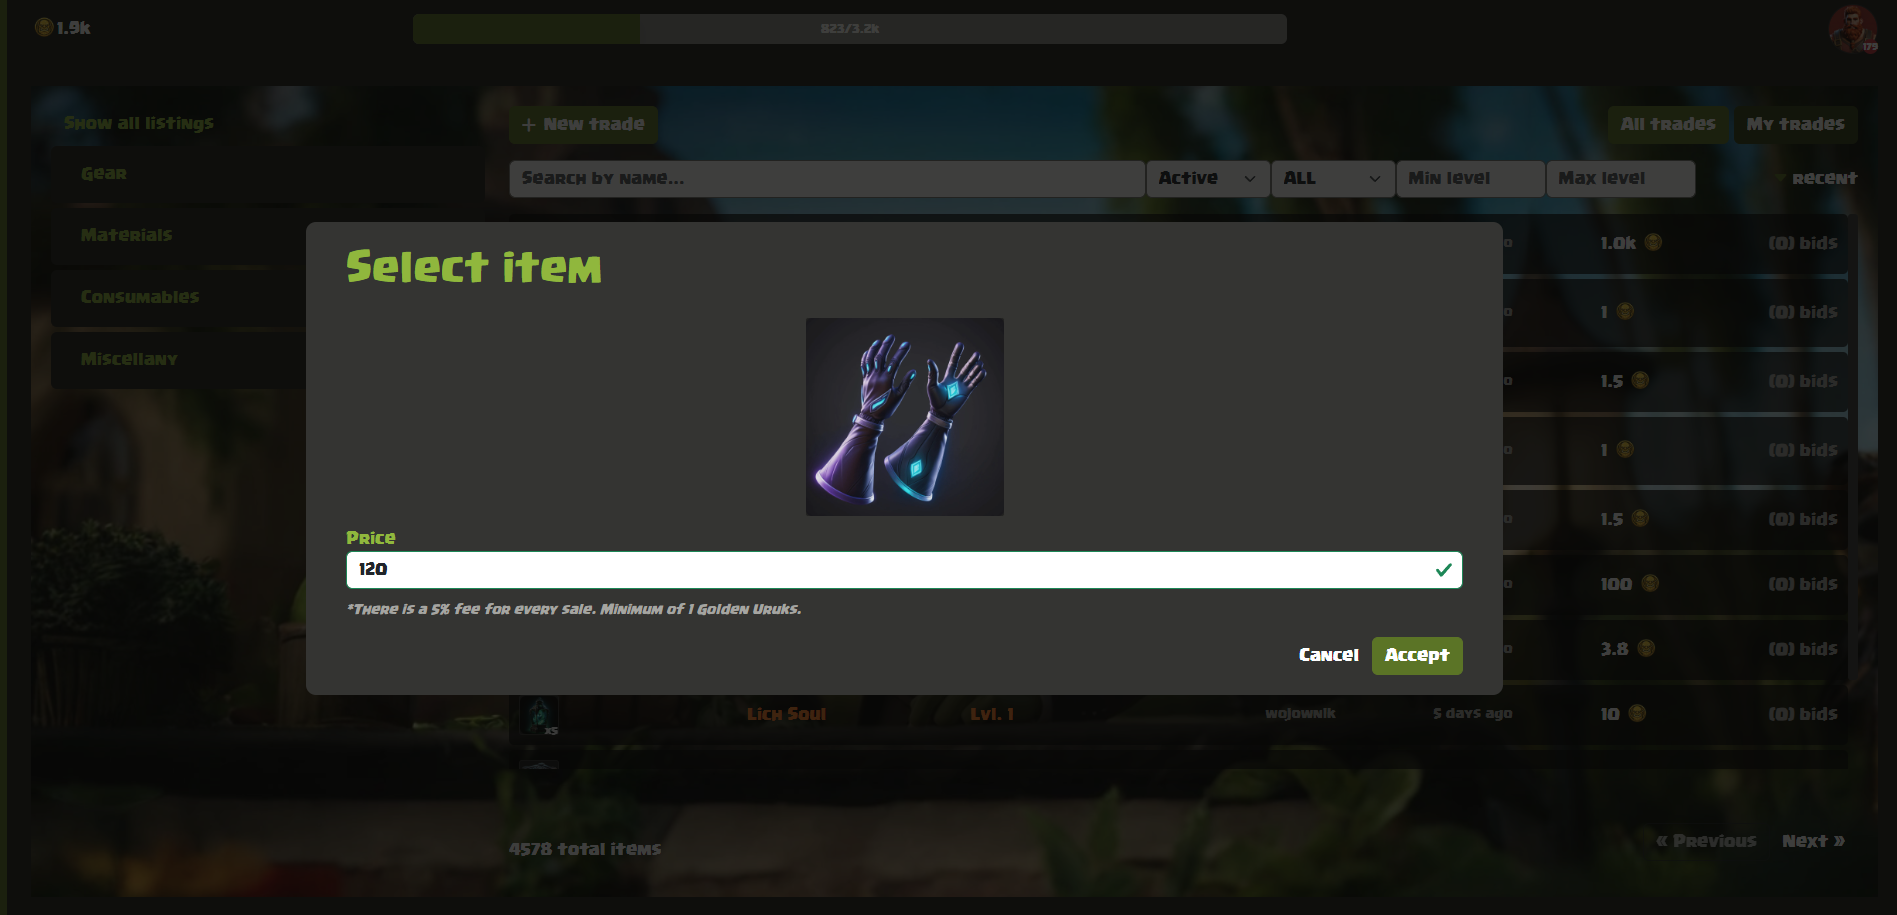 1.9k
823/3.2k
179
Show all listings
+ New trade
All trades
My trades
Gear
Search by name...
Active
ALL
Min level
Max level
recent
Materials
Consumables
Miscellany
Select item
Price
120
*There is a 5% fee for every sale. Minimum of 1 Golden Uruks.
Cancel
Accept
1.0k (0) bids
1 (0) bids
1.5 (0) bids
1 (0) bids
1.5 (0) bids
100 (0) bids
3.8 (0) bids
x5 Lich Soul Lvl. 1 wojownik 5 days ago 10 (0) bids
4578 total items
« Previous
Next »